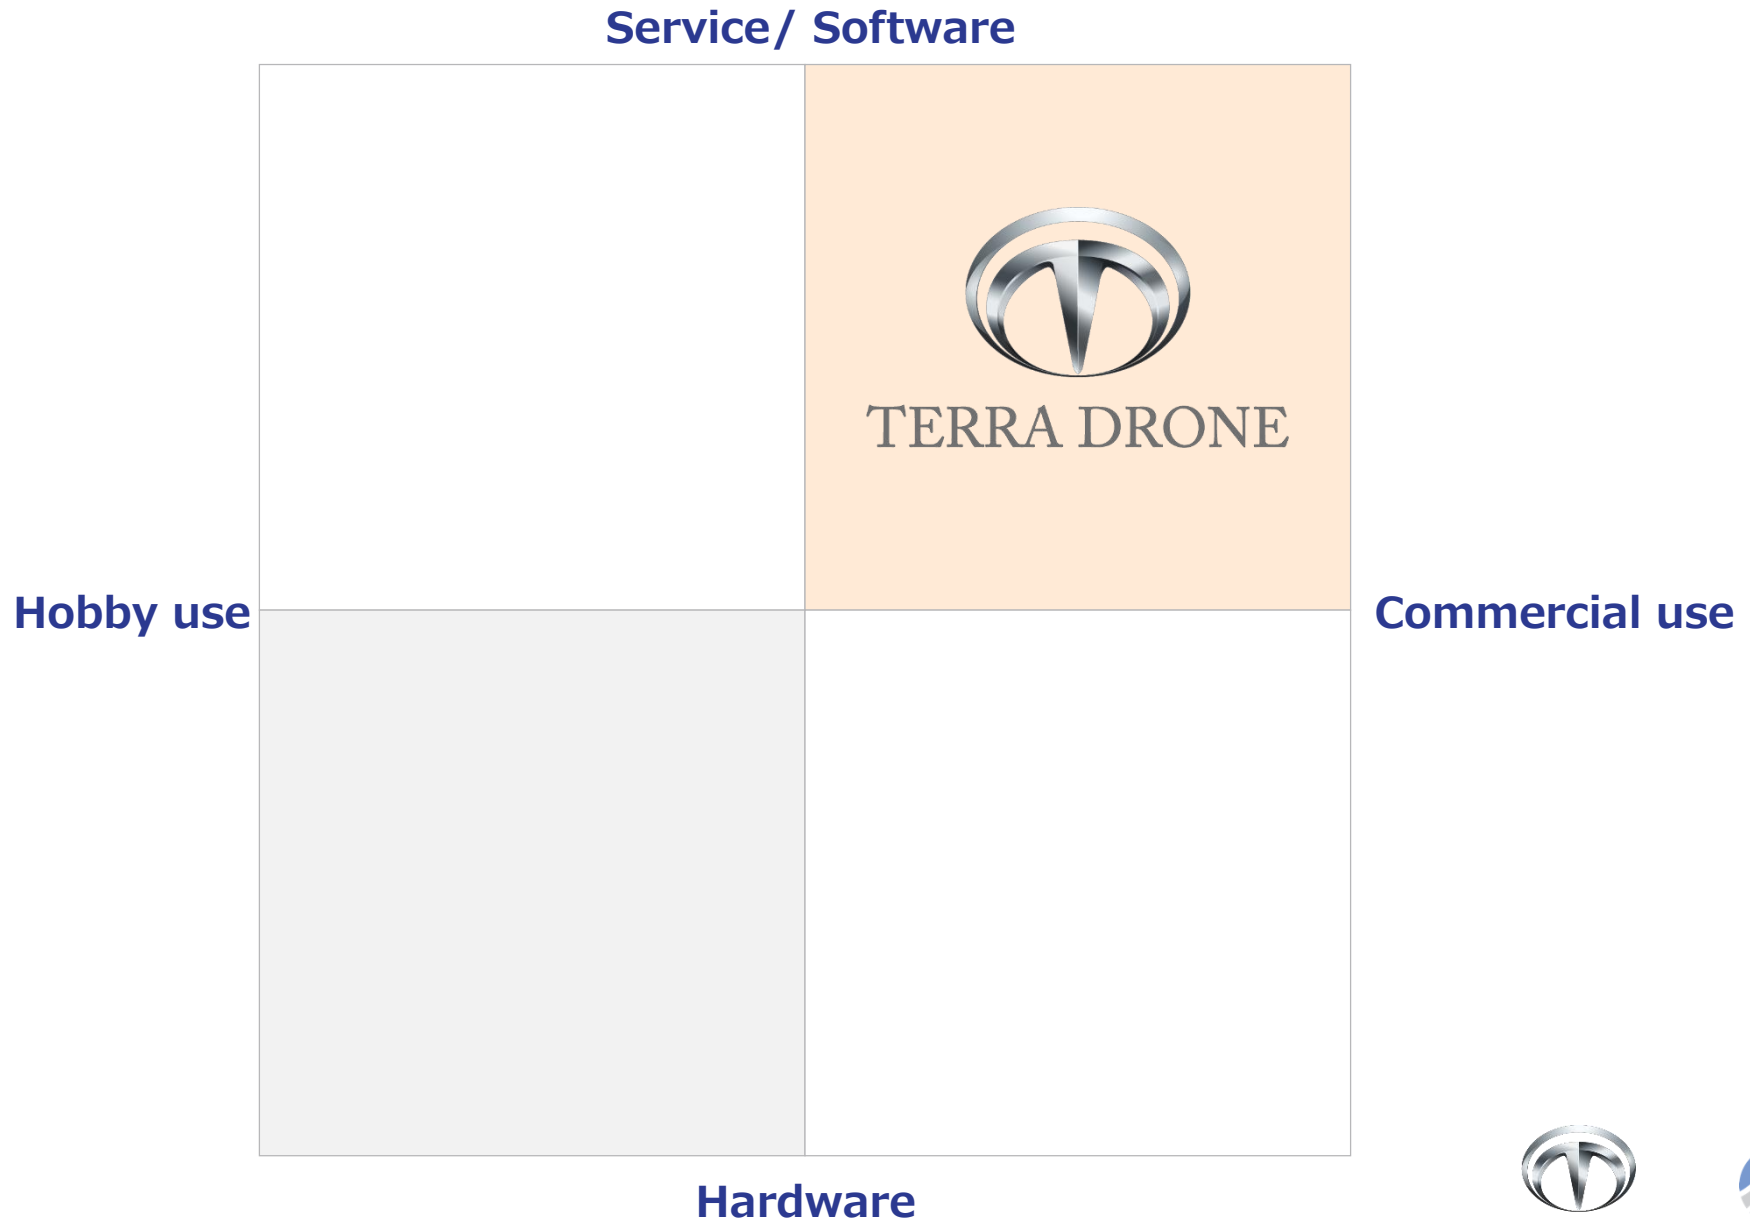 Service/ Software
TERRA DRONE
Hobby use
Commercial use
Hardware